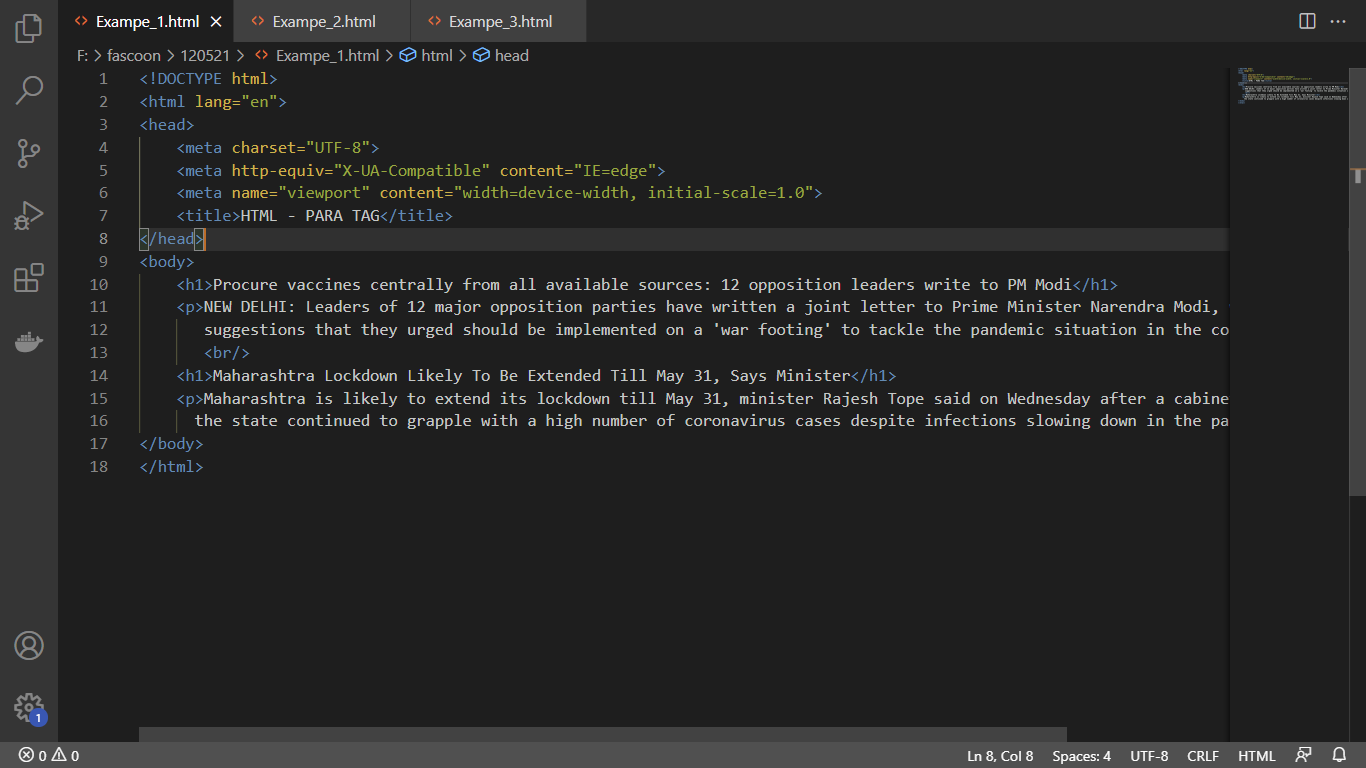 Exampe_1.html
Exampe_2.html
Exampe_3.html
F: > fascoon > 120521 > Exampe_1.html > html > head
1 <!DOCTYPE html>
2 <html lang="en">
3 <head>
4 <meta charset="UTF-8">
5 <meta http-equiv="X-UA-Compatible" content="IE=edge">
6 <meta name="viewport" content="width=device-width, initial-scale=1.0">
7 <title>HTML - PARA TAG</title>
8 </head>
9 <body>
10 <h1>Procure vaccines centrally from all available sources: 12 opposition leaders write to PM Modi</h1>
11 <p>NEW DELHI: Leaders of 12 major opposition parties have written a joint letter to Prime Minister Narendra Modi,
12 suggestions that they urged should be implemented on a 'war footing' to tackle the pandemic situation in the co
13 <br/>
14 <h1>Maharashtra Lockdown Likely To Be Extended Till May 31, Says Minister</h1>
15 <p>Maharashtra is likely to extend its lockdown till May 31, minister Rajesh Tope said on Wednesday after a cabine
16 the state continued to grapple with a high number of coronavirus cases despite infections slowing down in the pa
17 </body>
18 </html>
1
0 0
Ln 8, Col 8
Spaces: 4
UTF-8
CRLF
HTML